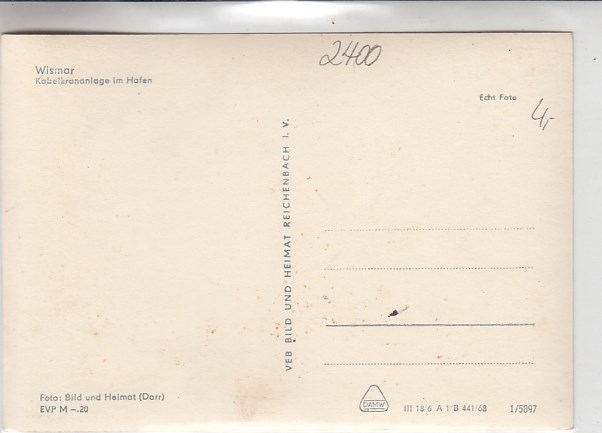 2400
Wismar
Kabelkrananlage im Hafen
Echt Foto
4,-
VEB BILD UND HEIMAT REICHENBACH I. V.
Foto: Bild und Heimat (Darr)
EVP M –.20
DAMW
III 18/6 A 1/B 441/68
1/5897